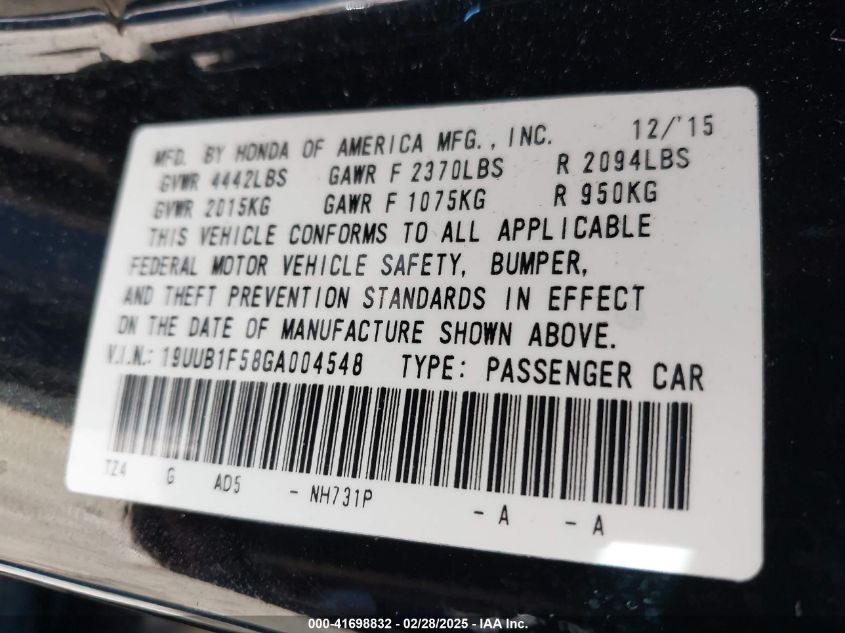 MFD. BY HONDA OF AMERICA MFG., INC. 12/'15
GVWR 4442LBS GAWR F 2370LBS R 2094LBS
GVWR 2015KG GAWR F 1075KG R 950KG
THIS VEHICLE CONFORMS TO ALL APPLICABLE
FEDERAL MOTOR VEHICLE SAFETY, BUMPER,
AND THEFT PREVENTION STANDARDS IN EFFECT
ON THE DATE OF MANUFACTURE SHOWN ABOVE.
V.I.N.: 19UUB1F58GA004548 TYPE: PASSENGER CAR
TZ4 G AD5 - NH731P - A - A
000-41698832 - 02/28/2025 - IAA Inc.